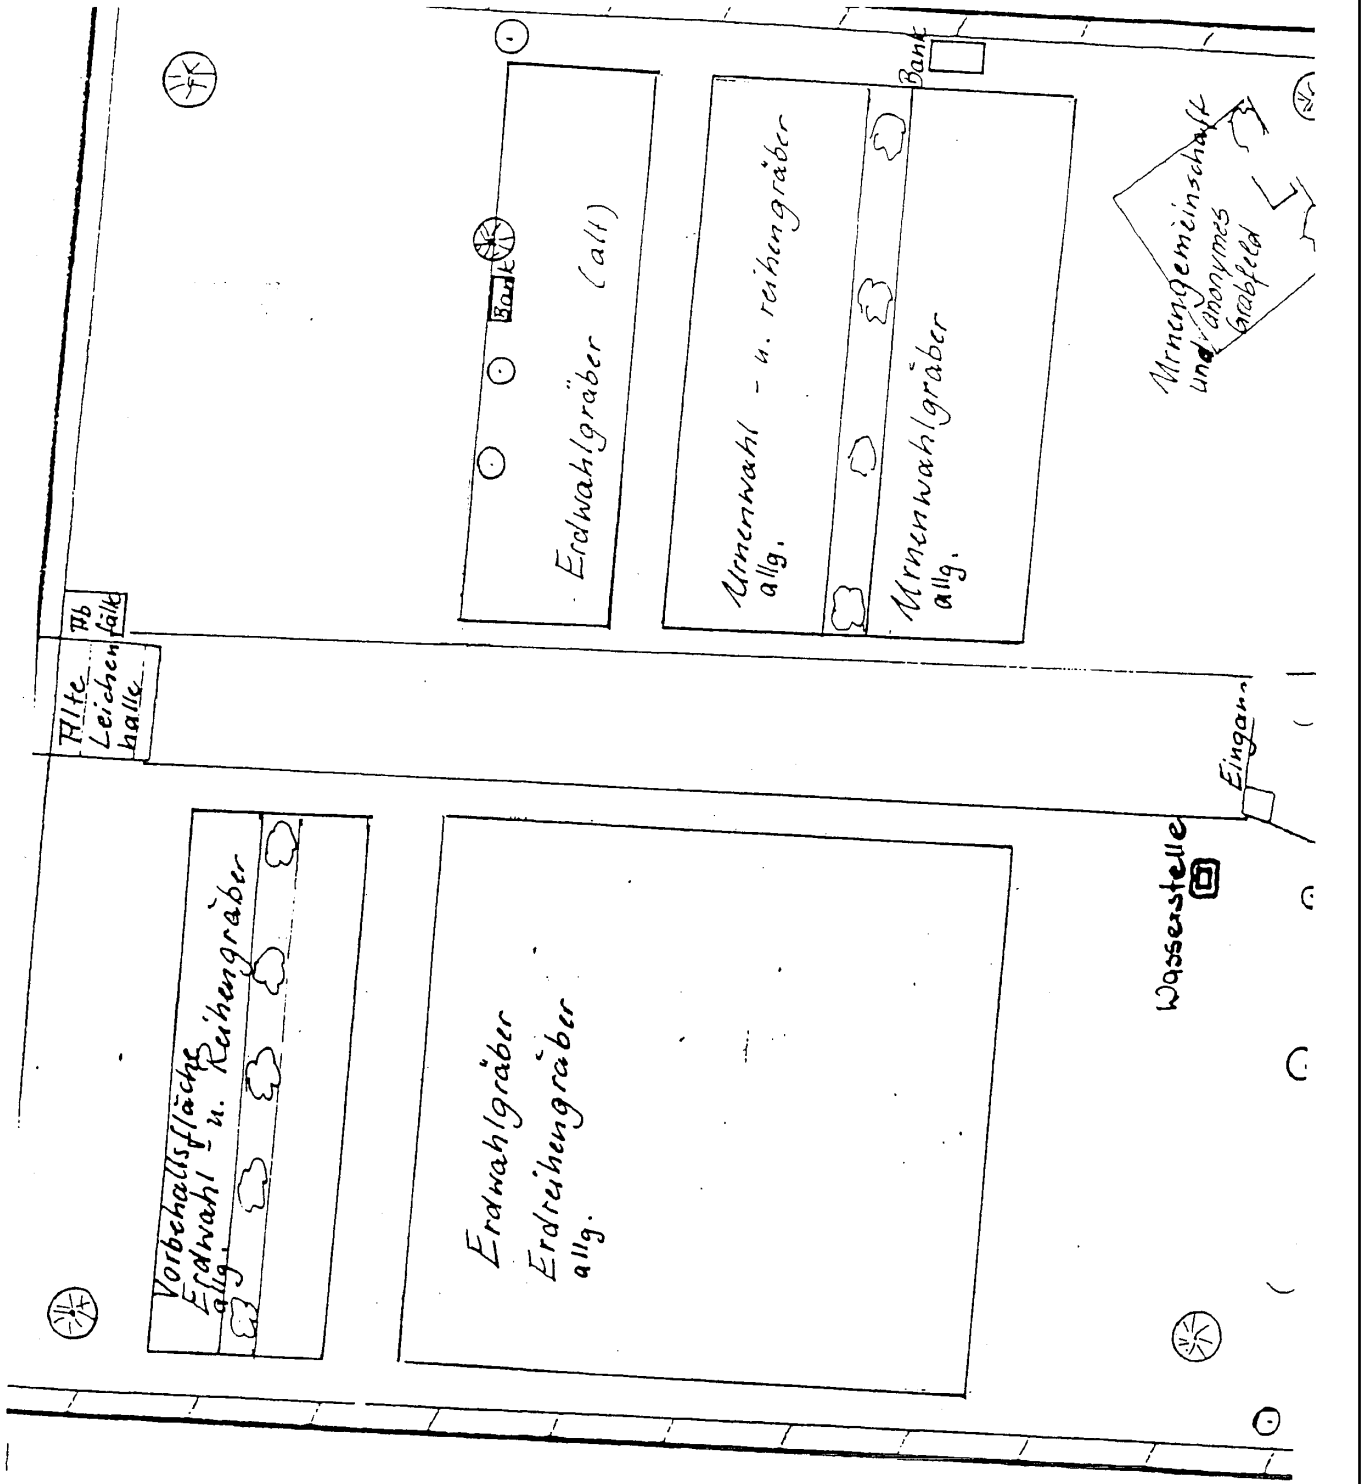 Alte
Leichen
halle
Ab
fälle
Vorbehaltsfläche
Erdwahl - u. Reihengräber
allg.
Bank
Erdwahlgräber (alt)
Erdwahlgräber
Erdreihengräber
allg.
Urnenwahl - u. reihengräber
allg.
Bank
Urnenwahlgräber
allg.
Urnengemeinschaft
und anonymes
Grabfeld
Wasserstelle
Eingan